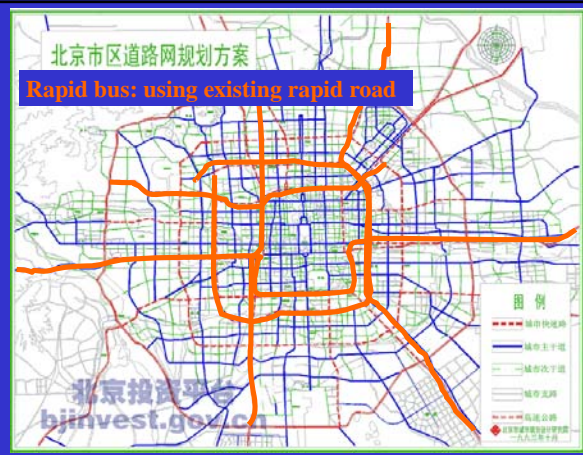 北京市区道路网规划方案
Rapid bus: using existing rapid road
图例
城市快速路
城市主干道
城市次干道
城市支路
高速公路
北京投资平台
bjinvest.gov.cn